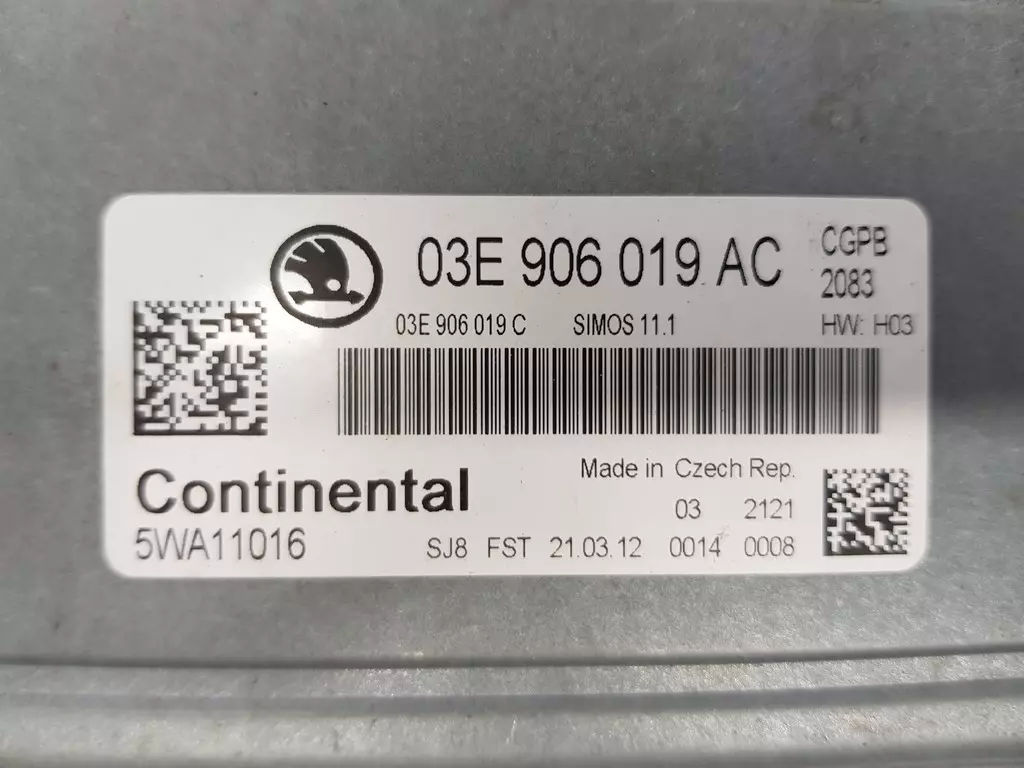 03E 906 019 AC
CGPB
2083
03E 906 019 C SIMOS 11.1 HW: H03
Continental
Made in Czech Rep.
03 2121
5WA11016 SJ8 FST 21.03.12 0014 0008